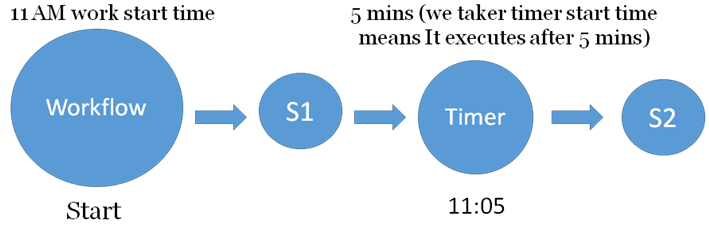 11 AM work start time
5 mins (we taker timer start time
means It executes after 5 mins)
Workflow
S1
Timer
S2
Start
11:05